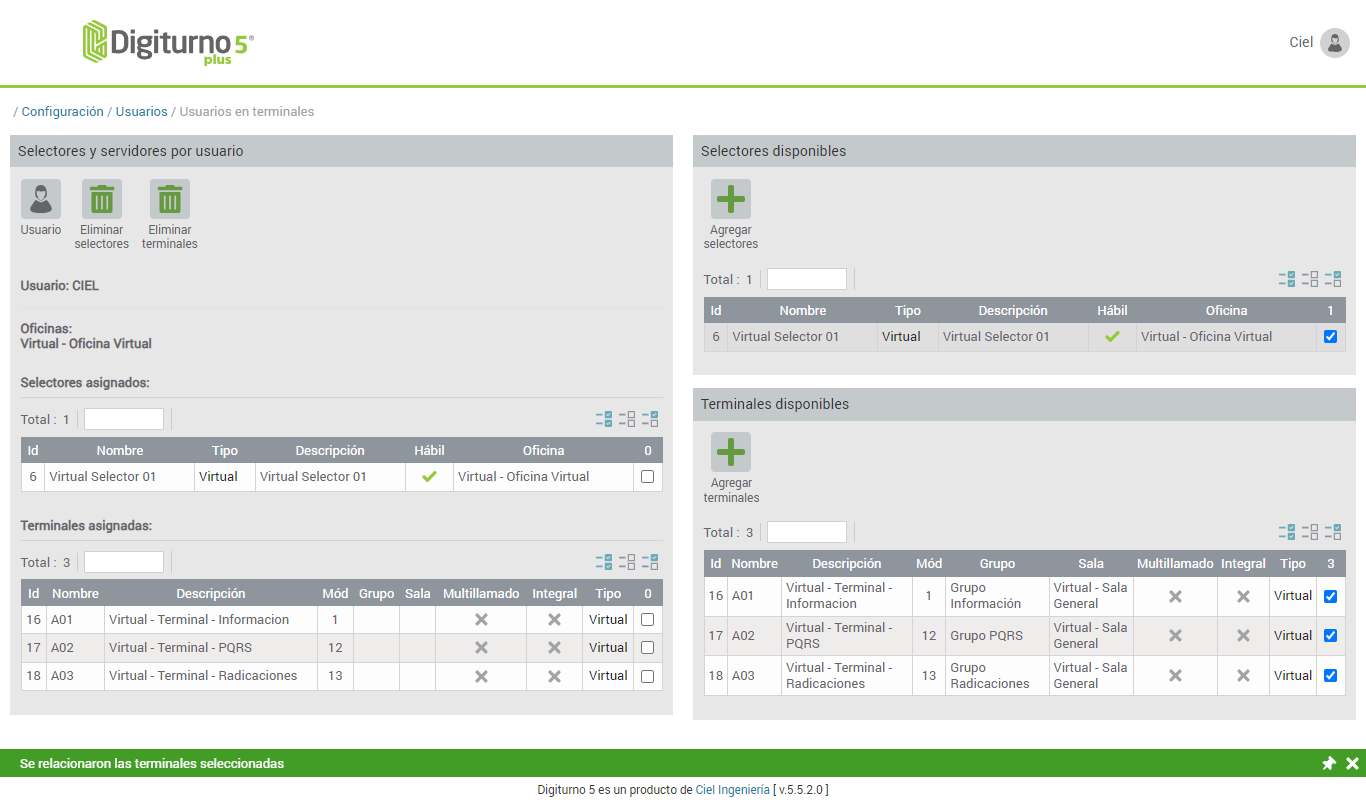 Digiturno 5®
plus
Ciel
/ Configuración / Usuarios / Usuarios en terminales
Selectores y servidores por usuario
Usuario
Eliminar
selectores
Eliminar
terminales
Usuario: CIEL
Oficinas:
Virtual - Oficina Virtual
Selectores asignados:
Total : 1
Id Nombre Tipo Descripción Hábil Oficina 0
6 Virtual Selector 01 Virtual Virtual Selector 01 Virtual - Oficina Virtual
Terminales asignadas:
Total : 3
Id Nombre Descripción Mód Grupo Sala Multillamado Integral Tipo 0
16 A01 Virtual - Terminal - Informacion 1 Virtual
17 A02 Virtual - Terminal - PQRS 12 Virtual
18 A03 Virtual - Terminal - Radicaciones 13 Virtual
Selectores disponibles
Agregar
selectores
Total : 1
Id Nombre Tipo Descripción Hábil Oficina 1
6 Virtual Selector 01 Virtual Virtual Selector 01 Virtual - Oficina Virtual
Terminales disponibles
Agregar
terminales
Total : 3
Id Nombre Descripción Mód Grupo Sala Multillamado Integral Tipo 3
16 A01 Virtual - Terminal - Informacion 1 Grupo Información Virtual - Sala General Virtual
17 A02 Virtual - Terminal - PQRS 12 Grupo PQRS Virtual - Sala General Virtual
18 A03 Virtual - Terminal - Radicaciones 13 Grupo Radicaciones Virtual - Sala General Virtual
Se relacionaron las terminales seleccionadas
Digiturno 5 es un producto de Ciel Ingeniería [ v.5.5.2.0 ]